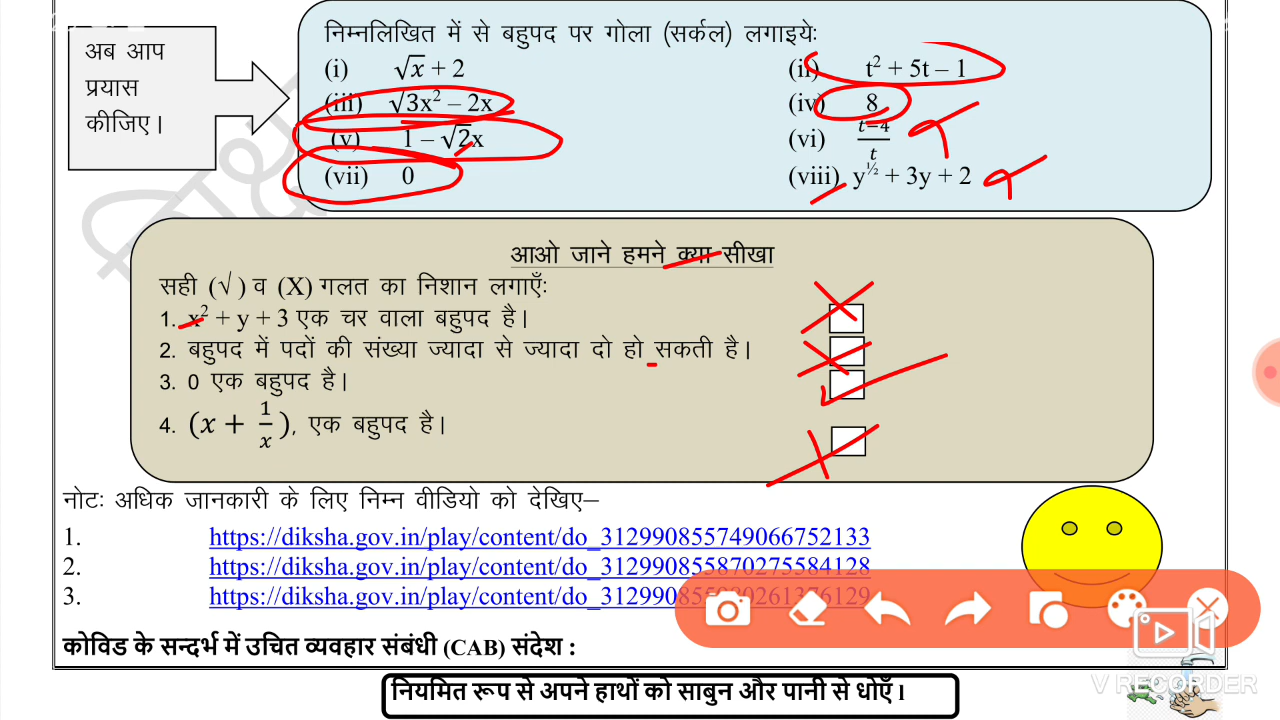 अब आप
प्रयास
कीजिए।
निम्नलिखित में से बहुपद पर गोला (सर्कल) लगाइये:
(i) √x + 2 (ii) t² + 5t – 1
(iii) √3x² – 2x (iv) 8
(v) 1 – √2x (vi) t–4/t
(vii) 0 (viii) y^½ + 3y + 2
आओ जाने हमने क्या सीखा
सही (√ ) व (X) गलत का निशान लगाएँ:
1. x² + y + 3 एक चर वाला बहुपद है।
2. बहुपद में पदों की संख्या ज्यादा से ज्यादा दो हो सकती है।
3. 0 एक बहुपद है।
4. (x + 1/x), एक बहुपद है।
नोट: अधिक जानकारी के लिए निम्न वीडियो को देखिए–
1. https://diksha.gov.in/play/content/do_312990855749066752133
2. https://diksha.gov.in/play/content/do_312990855870275584128
3. https://diksha.gov.in/play/content/do_312990
कोविड के सन्दर्भ में उचित व्यवहार संबंधी (CAB) संदेश :
नियमित रूप से अपने हाथों को साबुन और पानी से धोएँ l
V RECORDER